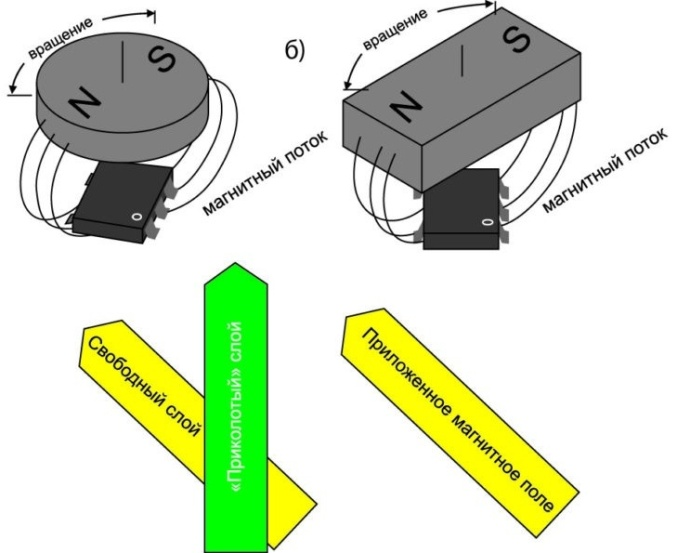 вращение
N S
б)
вращение
N S
магнитный поток
магнитный поток
Свободный слой
«Приколотый» слой
Приложенное магнитное поле